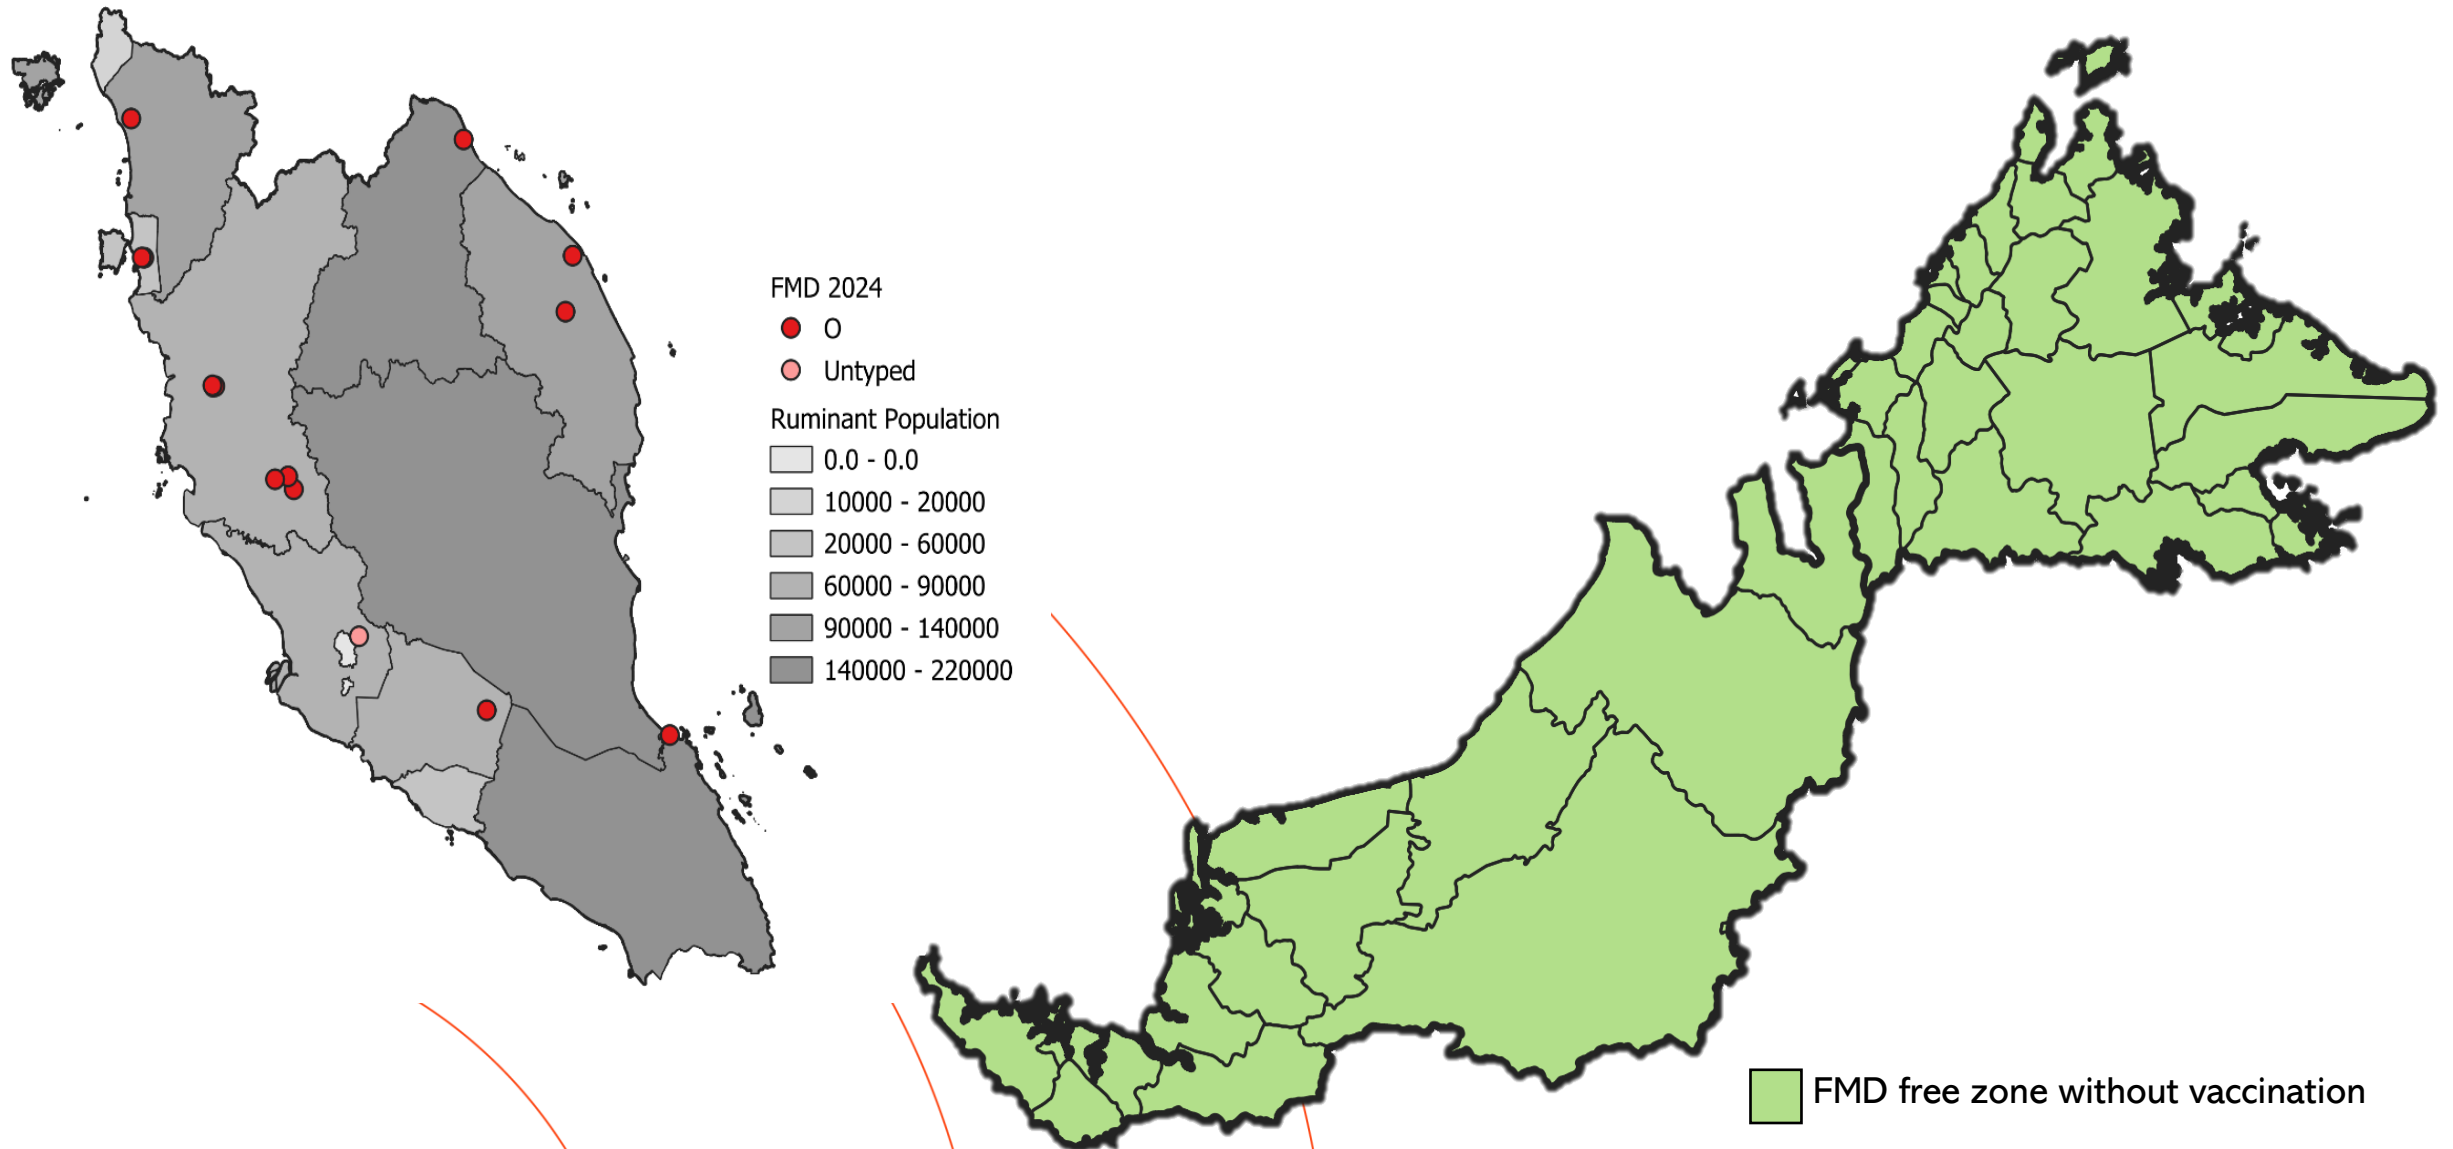 FMD 2024
O
Untyped
Ruminant Population
0.0 - 0.0
10000 - 20000
20000 - 60000
60000 - 90000
90000 - 140000
140000 - 220000
FMD free zone without vaccination